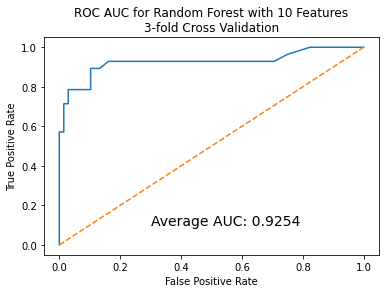 ROC AUC for Random Forest with 10 Features
3-fold Cross Validation
1.0
0.8
0.6
0.4
0.2
0.0
True Positive Rate
Average AUC: 0.9254
0.0 0.2 0.4 0.6 0.8 1.0
False Positive Rate